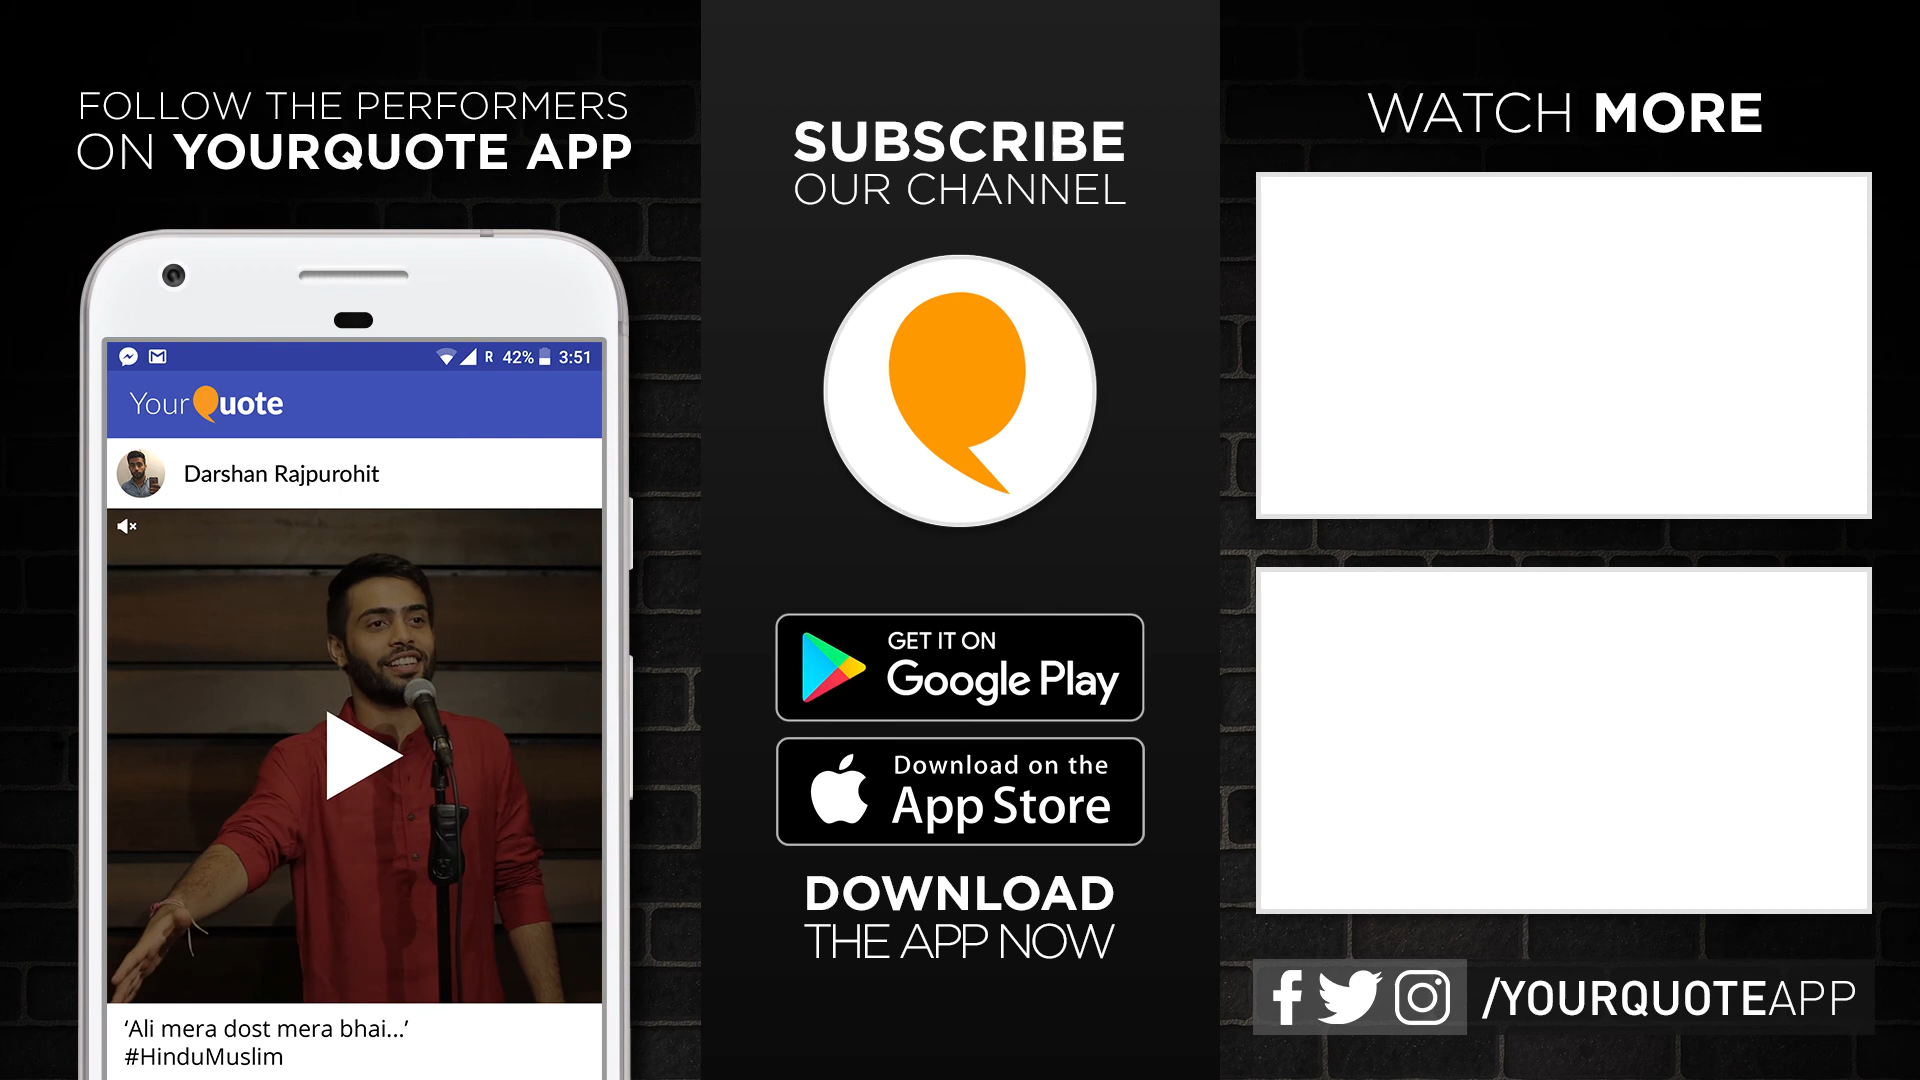 FOLLOW THE PERFORMERS
ON YOURQUOTE APP
R 42% 3:51
YourQuote
Darshan Rajpurohit
‘Ali mera dost mera bhai...’
#HinduMuslim
SUBSCRIBE
OUR CHANNEL
GET IT ON
Google Play
Download on the
App Store
DOWNLOAD
THE APP NOW
WATCH MORE
/YOURQUOTEAPP